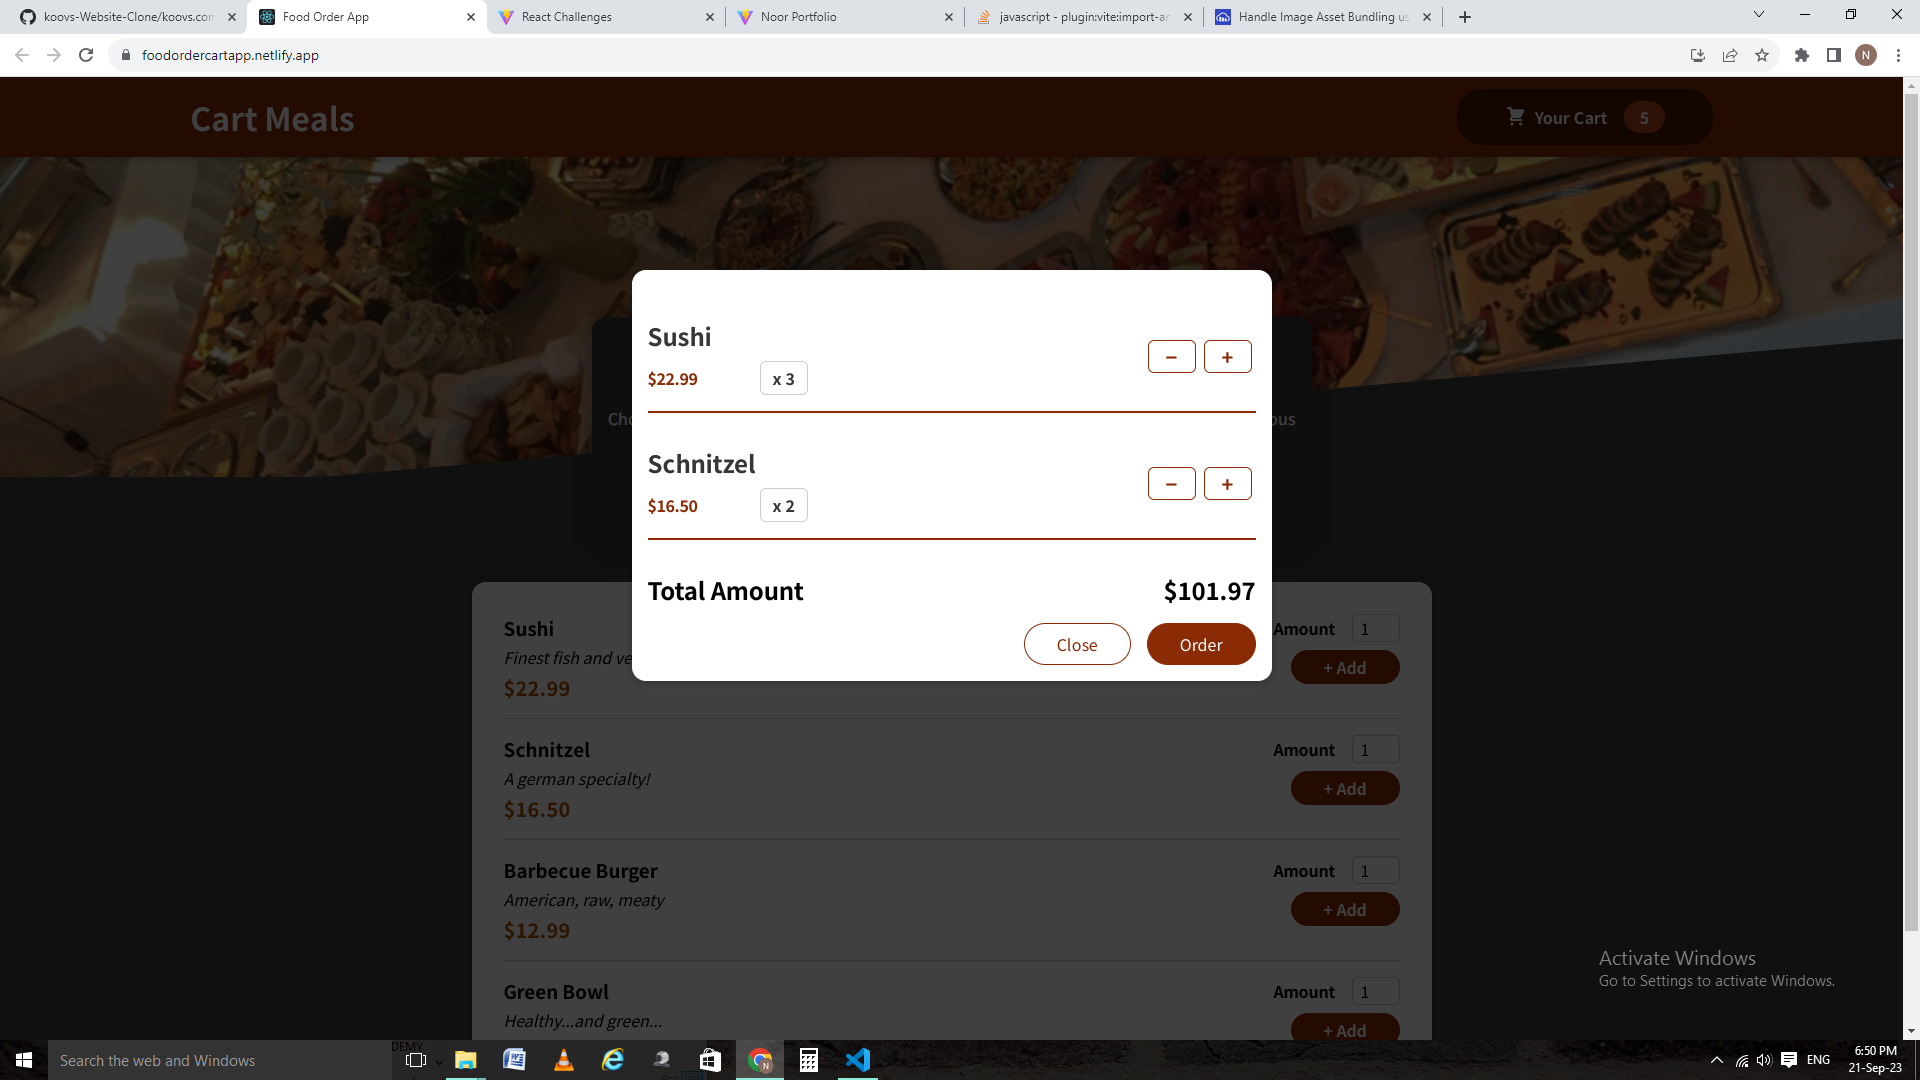 koovs-Website-Clone/koovs.com
Food Order App
React Challenges
Noor Portfolio
javascript - plugin:vite:import-an
Handle Image Asset Bundling us
foodordercartapp.netlify.app
N
Cart Meals
Your Cart 5
Sushi
$22.99 x 3
− +
Cho
ous
Schnitzel
$16.50 x 2
− +
Total Amount $101.97
Close Order
Sushi
Finest fish and ve
$22.99
Amount 1
+ Add
Schnitzel
A german specialty!
$16.50
Amount 1
+ Add
Barbecue Burger
American, raw, meaty
$12.99
Amount 1
+ Add
Green Bowl
Healthy...and green...
Amount 1
+ Add
Activate Windows
Go to Settings to activate Windows.
Search the web and Windows
DEMY
N
ENG
6:50 PM
21-Sep-23